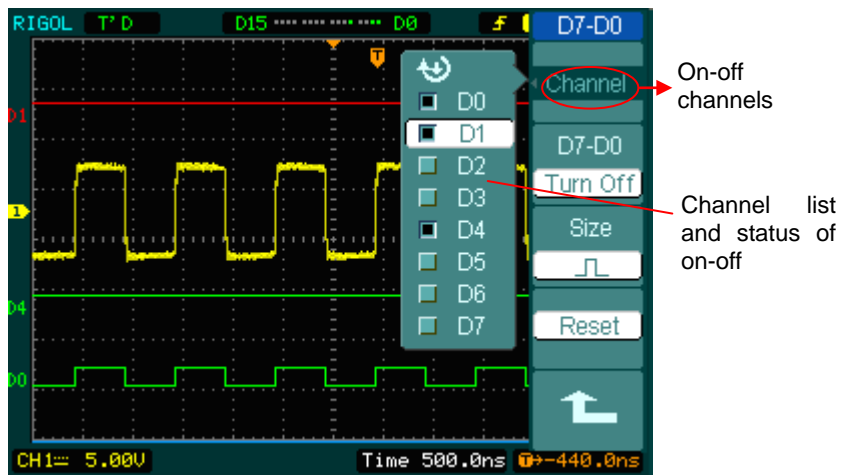 RIGOL T'D D15 D0 D7-D0
Channel
On-off
channels
D0
D1
D2
D3
D4
D5
D6
D7
D7-D0
Turn Off
Size
Reset
Channel list
and status of
on-off
T
D1
1
D4
D0
CH1 5.00V Time 500.0ns T→-440.0ns